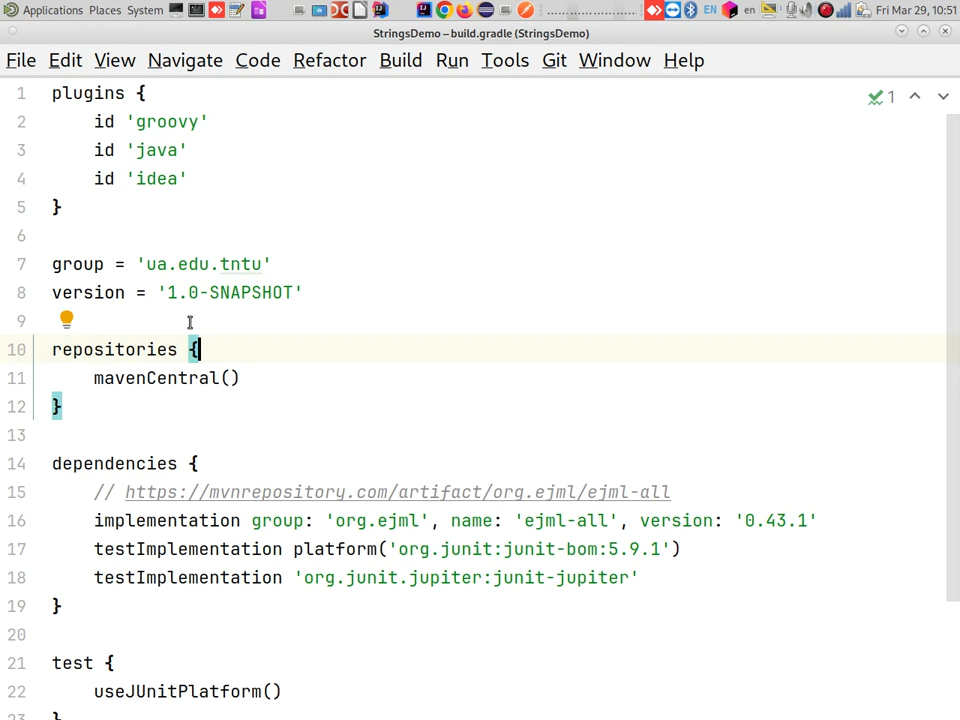 Applications Places System EN en Fri Mar 29, 10:51
StringsDemo – build.gradle (StringsDemo)
File Edit View Navigate Code Refactor Build Run Tools Git Window Help
1 plugins {
2 id 'groovy'
3 id 'java'
4 id 'idea'
5 }
6
7 group = 'ua.edu.tntu'
8 version = '1.0-SNAPSHOT'
9
10 repositories {
11 mavenCentral()
12 }
13
14 dependencies {
15 // https://mvnrepository.com/artifact/org.ejml/ejml-all
16 implementation group: 'org.ejml', name: 'ejml-all', version: '0.43.1'
17 testImplementation platform('org.junit:junit-bom:5.9.1')
18 testImplementation 'org.junit.jupiter:junit-jupiter'
19 }
20
21 test {
22 useJUnitPlatform()
23 }
1